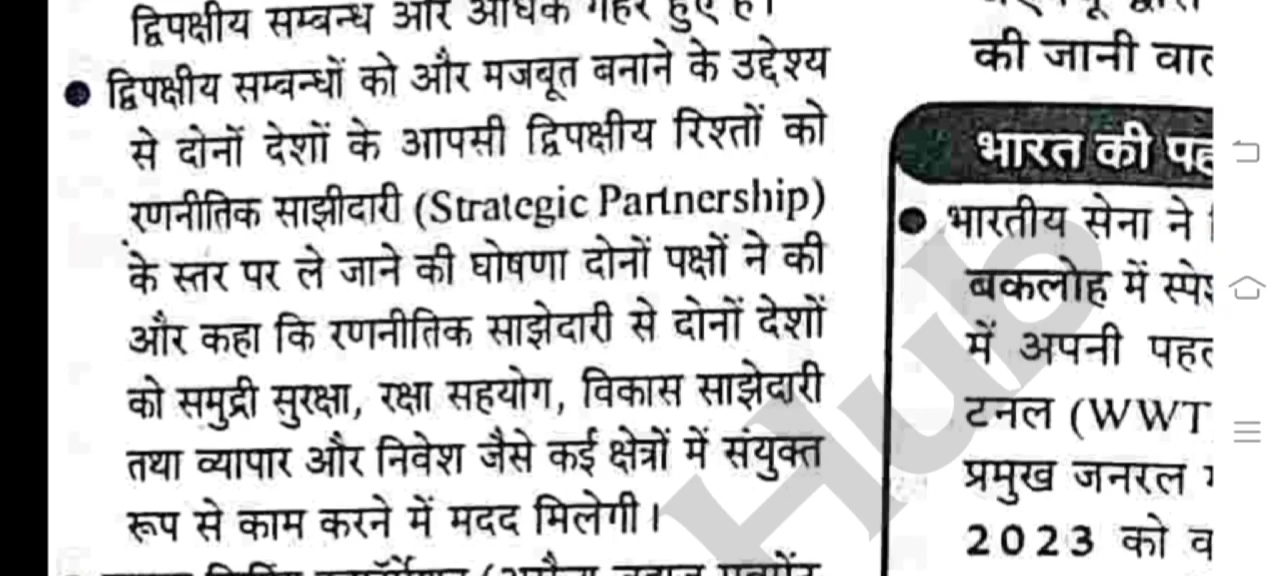 द्विपक्षीय सम्बन्ध और अधिक गहरे हुए हैं।
● द्विपक्षीय सम्बन्धों को और मजबूत बनाने के उद्देश्य
से दोनों देशों के आपसी द्विपक्षीय रिश्तों को
रणनीतिक साझीदारी (Strategic Partnership)
के स्तर पर ले जाने की घोषणा दोनों पक्षों ने की
और कहा कि रणनीतिक साझेदारी से दोनों देशों
को समुद्री सुरक्षा, रक्षा सहयोग, विकास साझेदारी
तथा व्यापार और निवेश जैसे कई क्षेत्रों में संयुक्त
रूप से काम करने में मदद मिलेगी।
की जानी
भारत की
● भारतीय सेना ने
बकलोह में
में अपनी
टनल (WWT
प्रमुख जनरल
2023 को
Hub